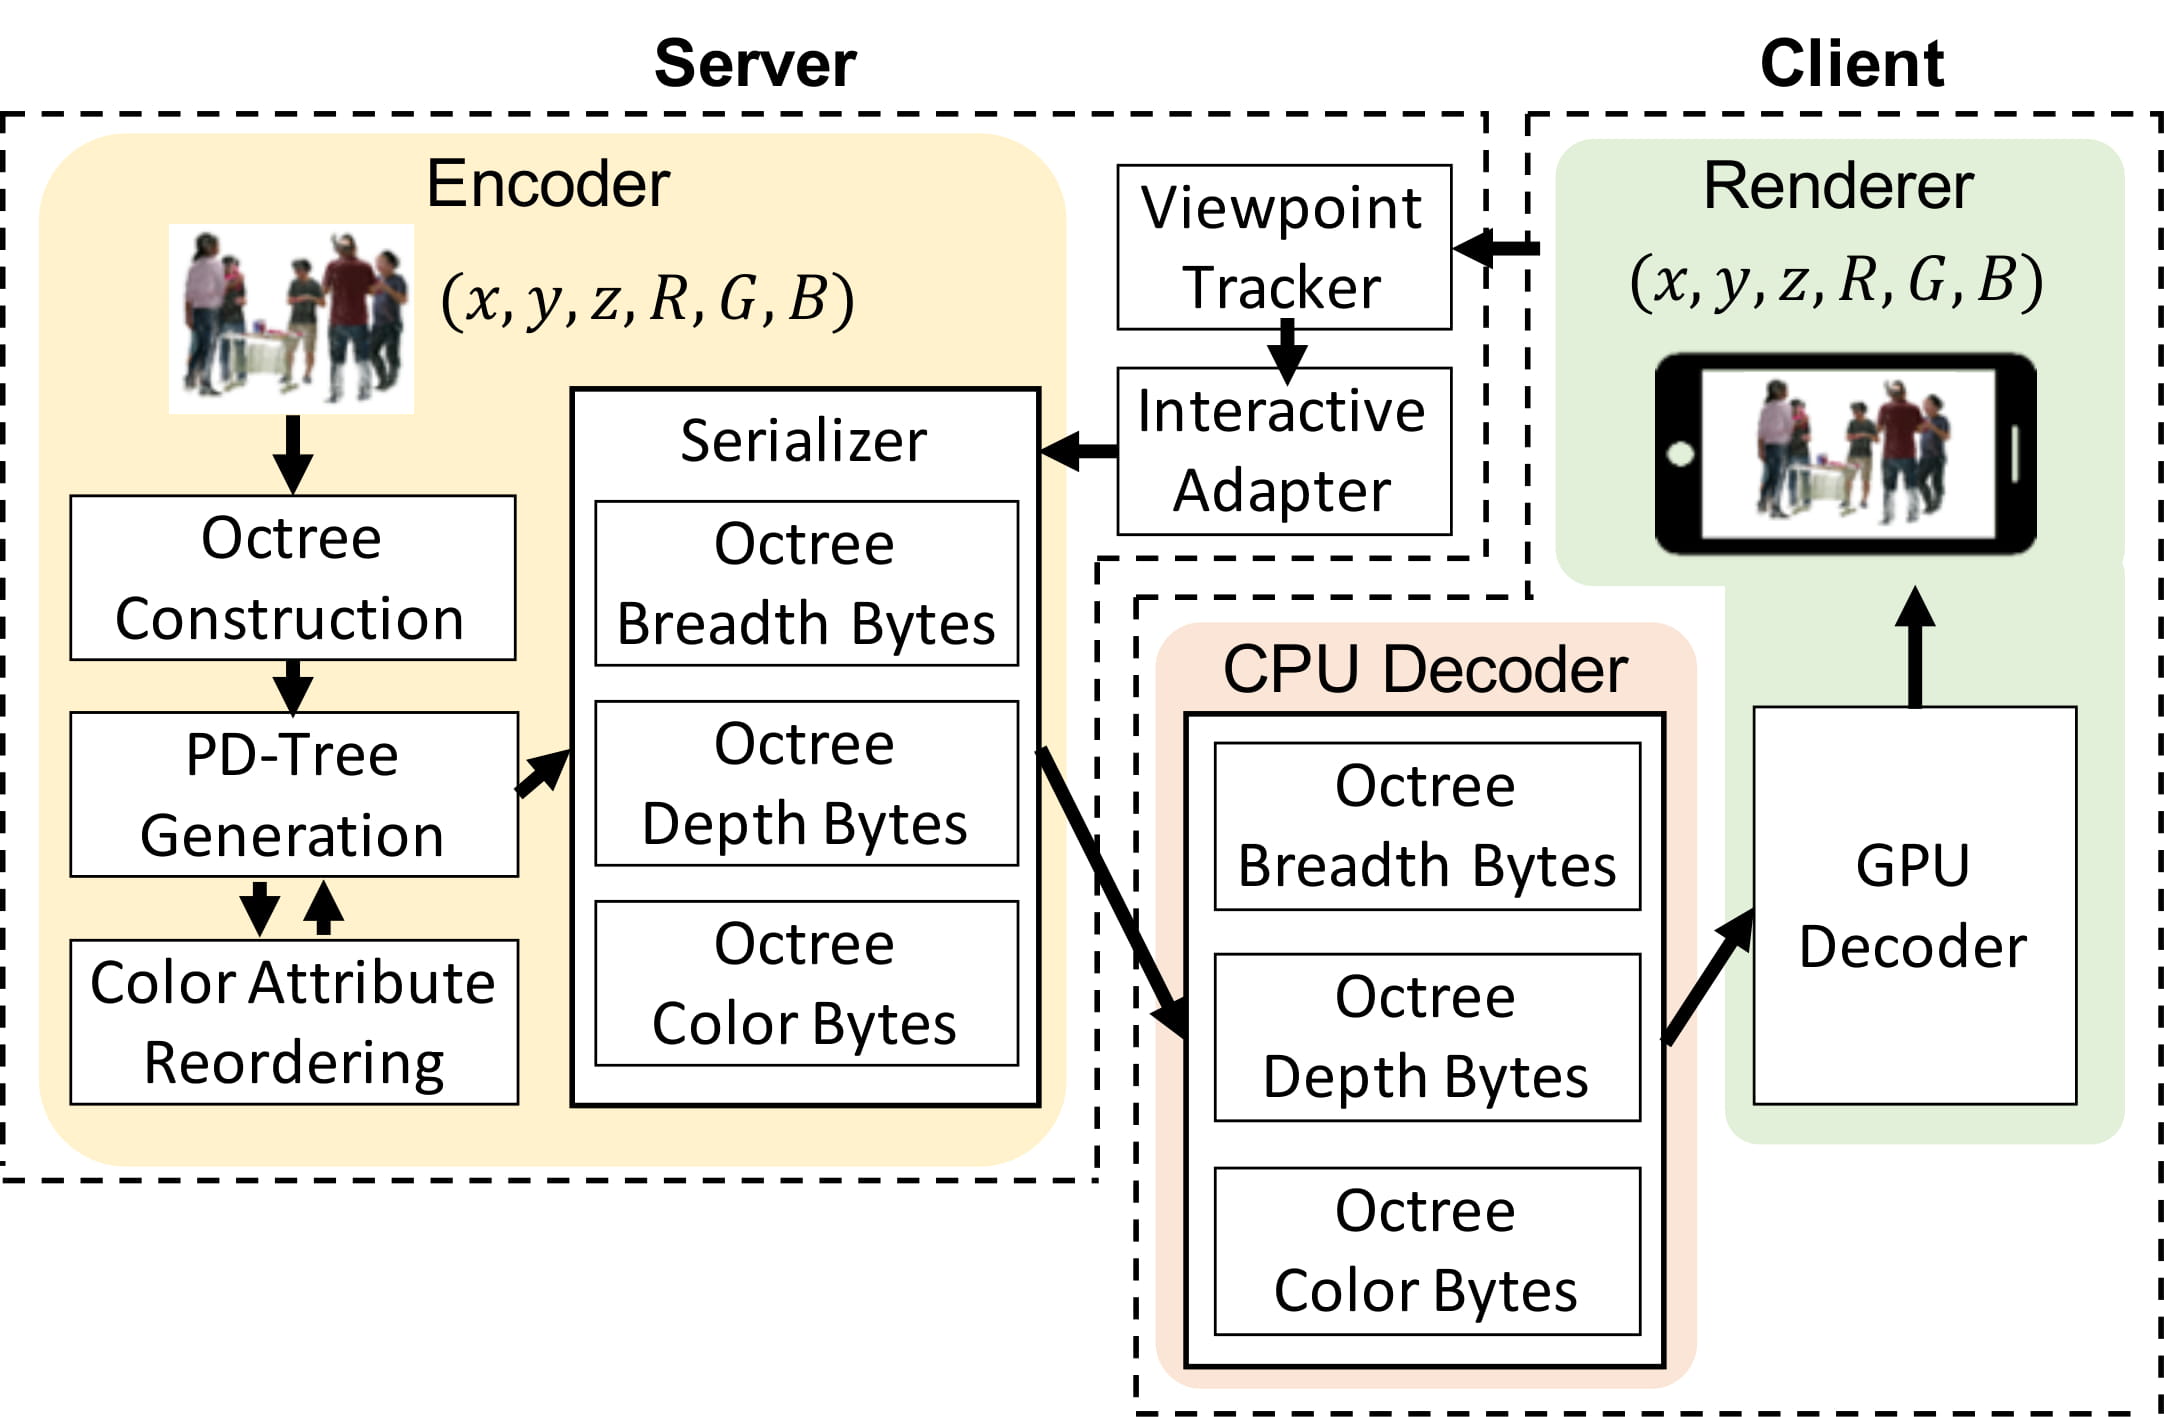 Server
Client
Encoder
(x, y, z, R, G, B)
Octree
Construction
PD-Tree
Generation
Color Attribute
Reordering
Serializer
Octree
Breadth Bytes
Octree
Depth Bytes
Octree
Color Bytes
Viewpoint
Tracker
Interactive
Adapter
Renderer
(x, y, z, R, G, B)
CPU Decoder
Octree
Breadth Bytes
Octree
Depth Bytes
Octree
Color Bytes
GPU
Decoder